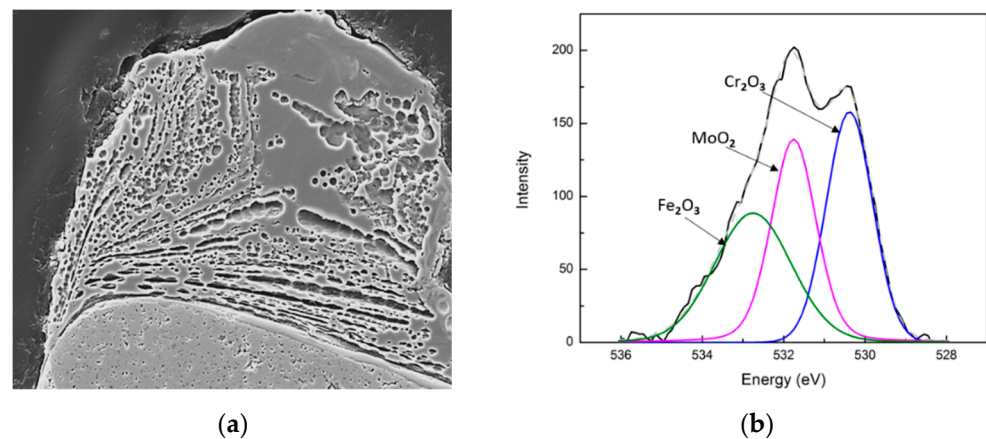 200
150
100
50
0
Intensity
Cr₂O₃
MoO₂
Fe₂O₃
536 534 532 530 528
Energy (eV)
(a) (b)